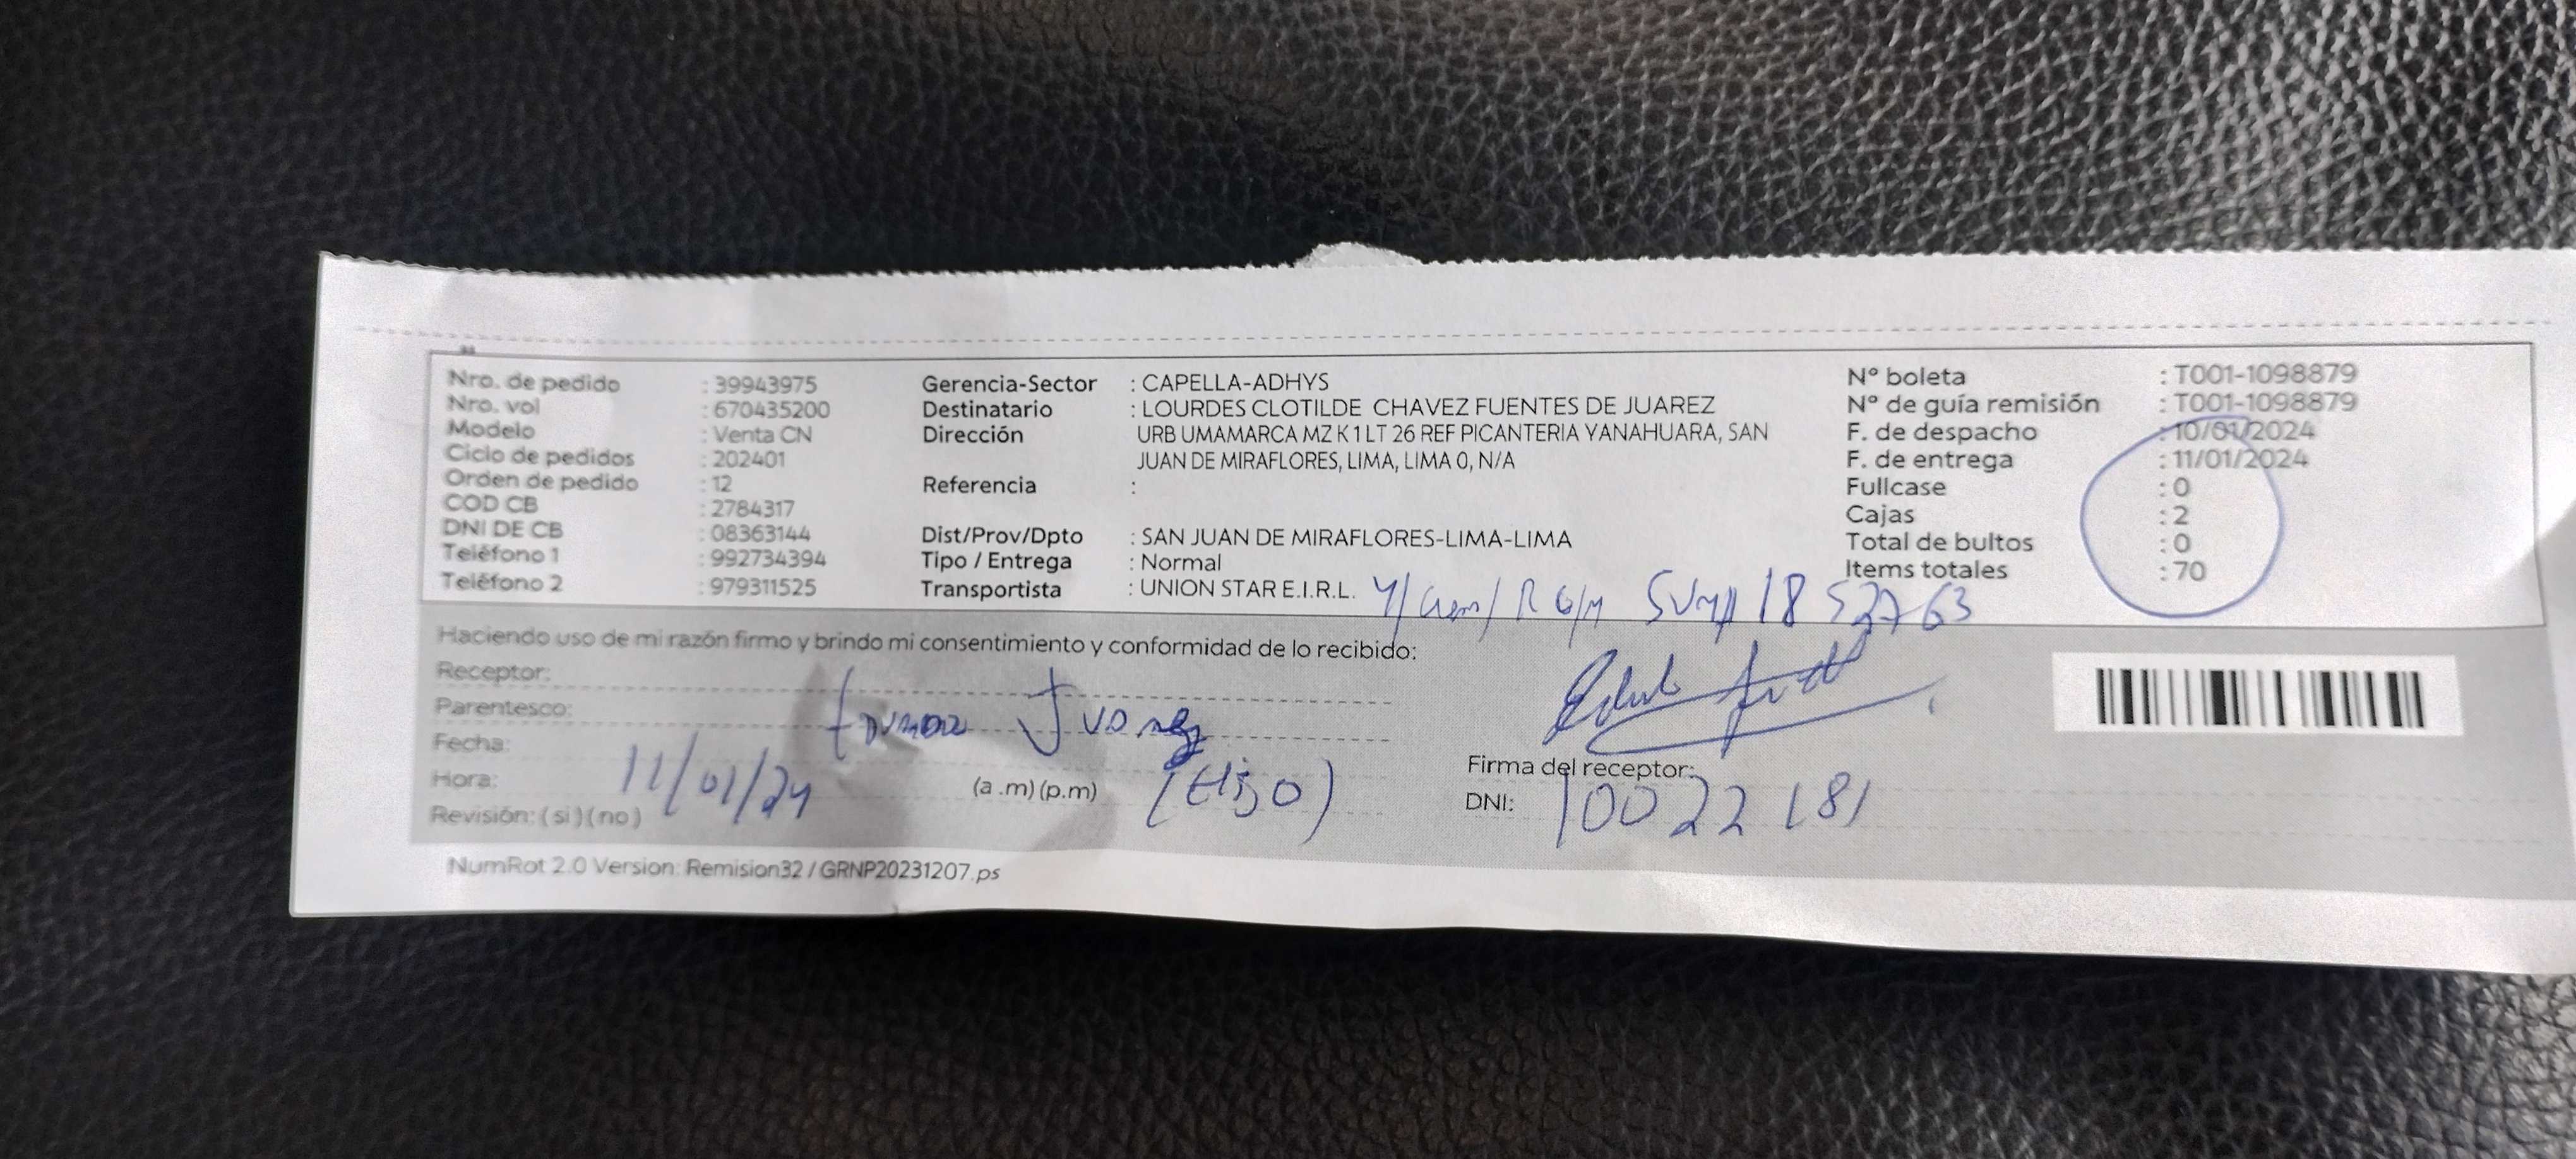 Nro. de pedido : 39943975
Nro. vol : 670435200
Modelo : Venta CN
Ciclo de pedidos : 202401
Orden de pedido : 12
COD CB : 2784317
DNI DE CB : 08363144
Teléfono 1 : 992734394
Teléfono 2 : 979311525
Gerencia-Sector : CAPELLA-ADHYS
Destinatario : LOURDES CLOTILDE CHAVEZ FUENTES DE JUAREZ
Dirección URB UMAMARCA MZ K 1 LT 26 REF PICANTERIA YANAHUARA, SAN
JUAN DE MIRAFLORES, LIMA, LIMA 0, N/A
Referencia :
Dist/Prov/Dpto : SAN JUAN DE MIRAFLORES-LIMA-LIMA
Tipo / Entrega : Normal
Transportista : UNION STAR E.I.R.L.
Nº boleta : T001-1098879
Nº de guía remisión : T001-1098879
F. de despacho : 10/01/2024
F. de entrega : 11/01/2024
Fullcase : 0
Cajas : 2
Total de bultos : 0
Items totales : 70
Haciendo uso de mi razón firmo y brindo mi consentimiento y conformidad de lo recibido:
Receptor:
Parentesco: Juarez
Fecha: 11/01/24
Hora: (a .m) (p.m) (Hijo)
Revisión: ( si ) ( no )
Firma del receptor:
DNI: 10022181
NumRot 2.0 Version: Remision32 / GRNP20231207.ps